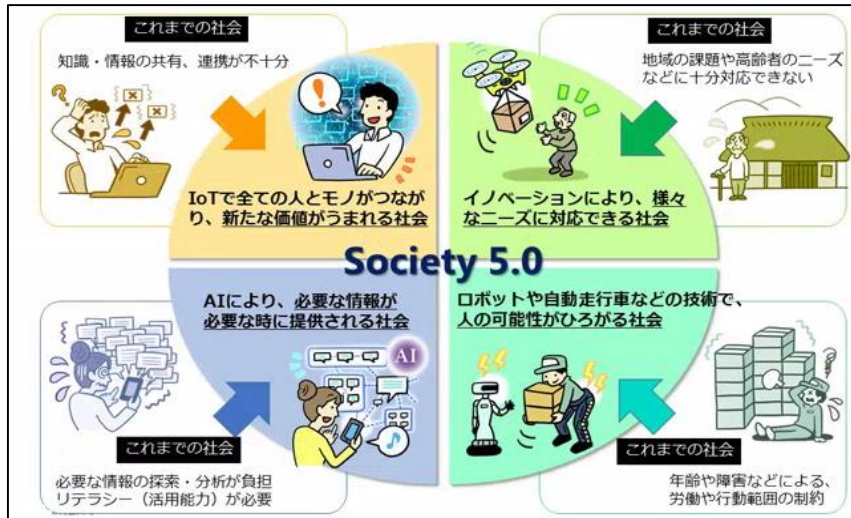 これまでの社会
知識・情報の共有、連携が不十分
IoTで全ての人とモノがつなが
り、新たな価値がうまれる社会
これまでの社会
地域の課題や高齢者のニーズ
などに十分対応できない
イノベーションにより、様々
なニーズに対応できる社会
Society 5.0
AIにより、必要な情報が
必要な時に提供される社会
AI
これまでの社会
必要な情報の探索・分析が負担
リテラシー（活用能力）が必要
ロボットや自動走行車などの技術で、
人の可能性がひろがる社会
これまでの社会
年齢や障害などによる、
労働や行動範囲の制約